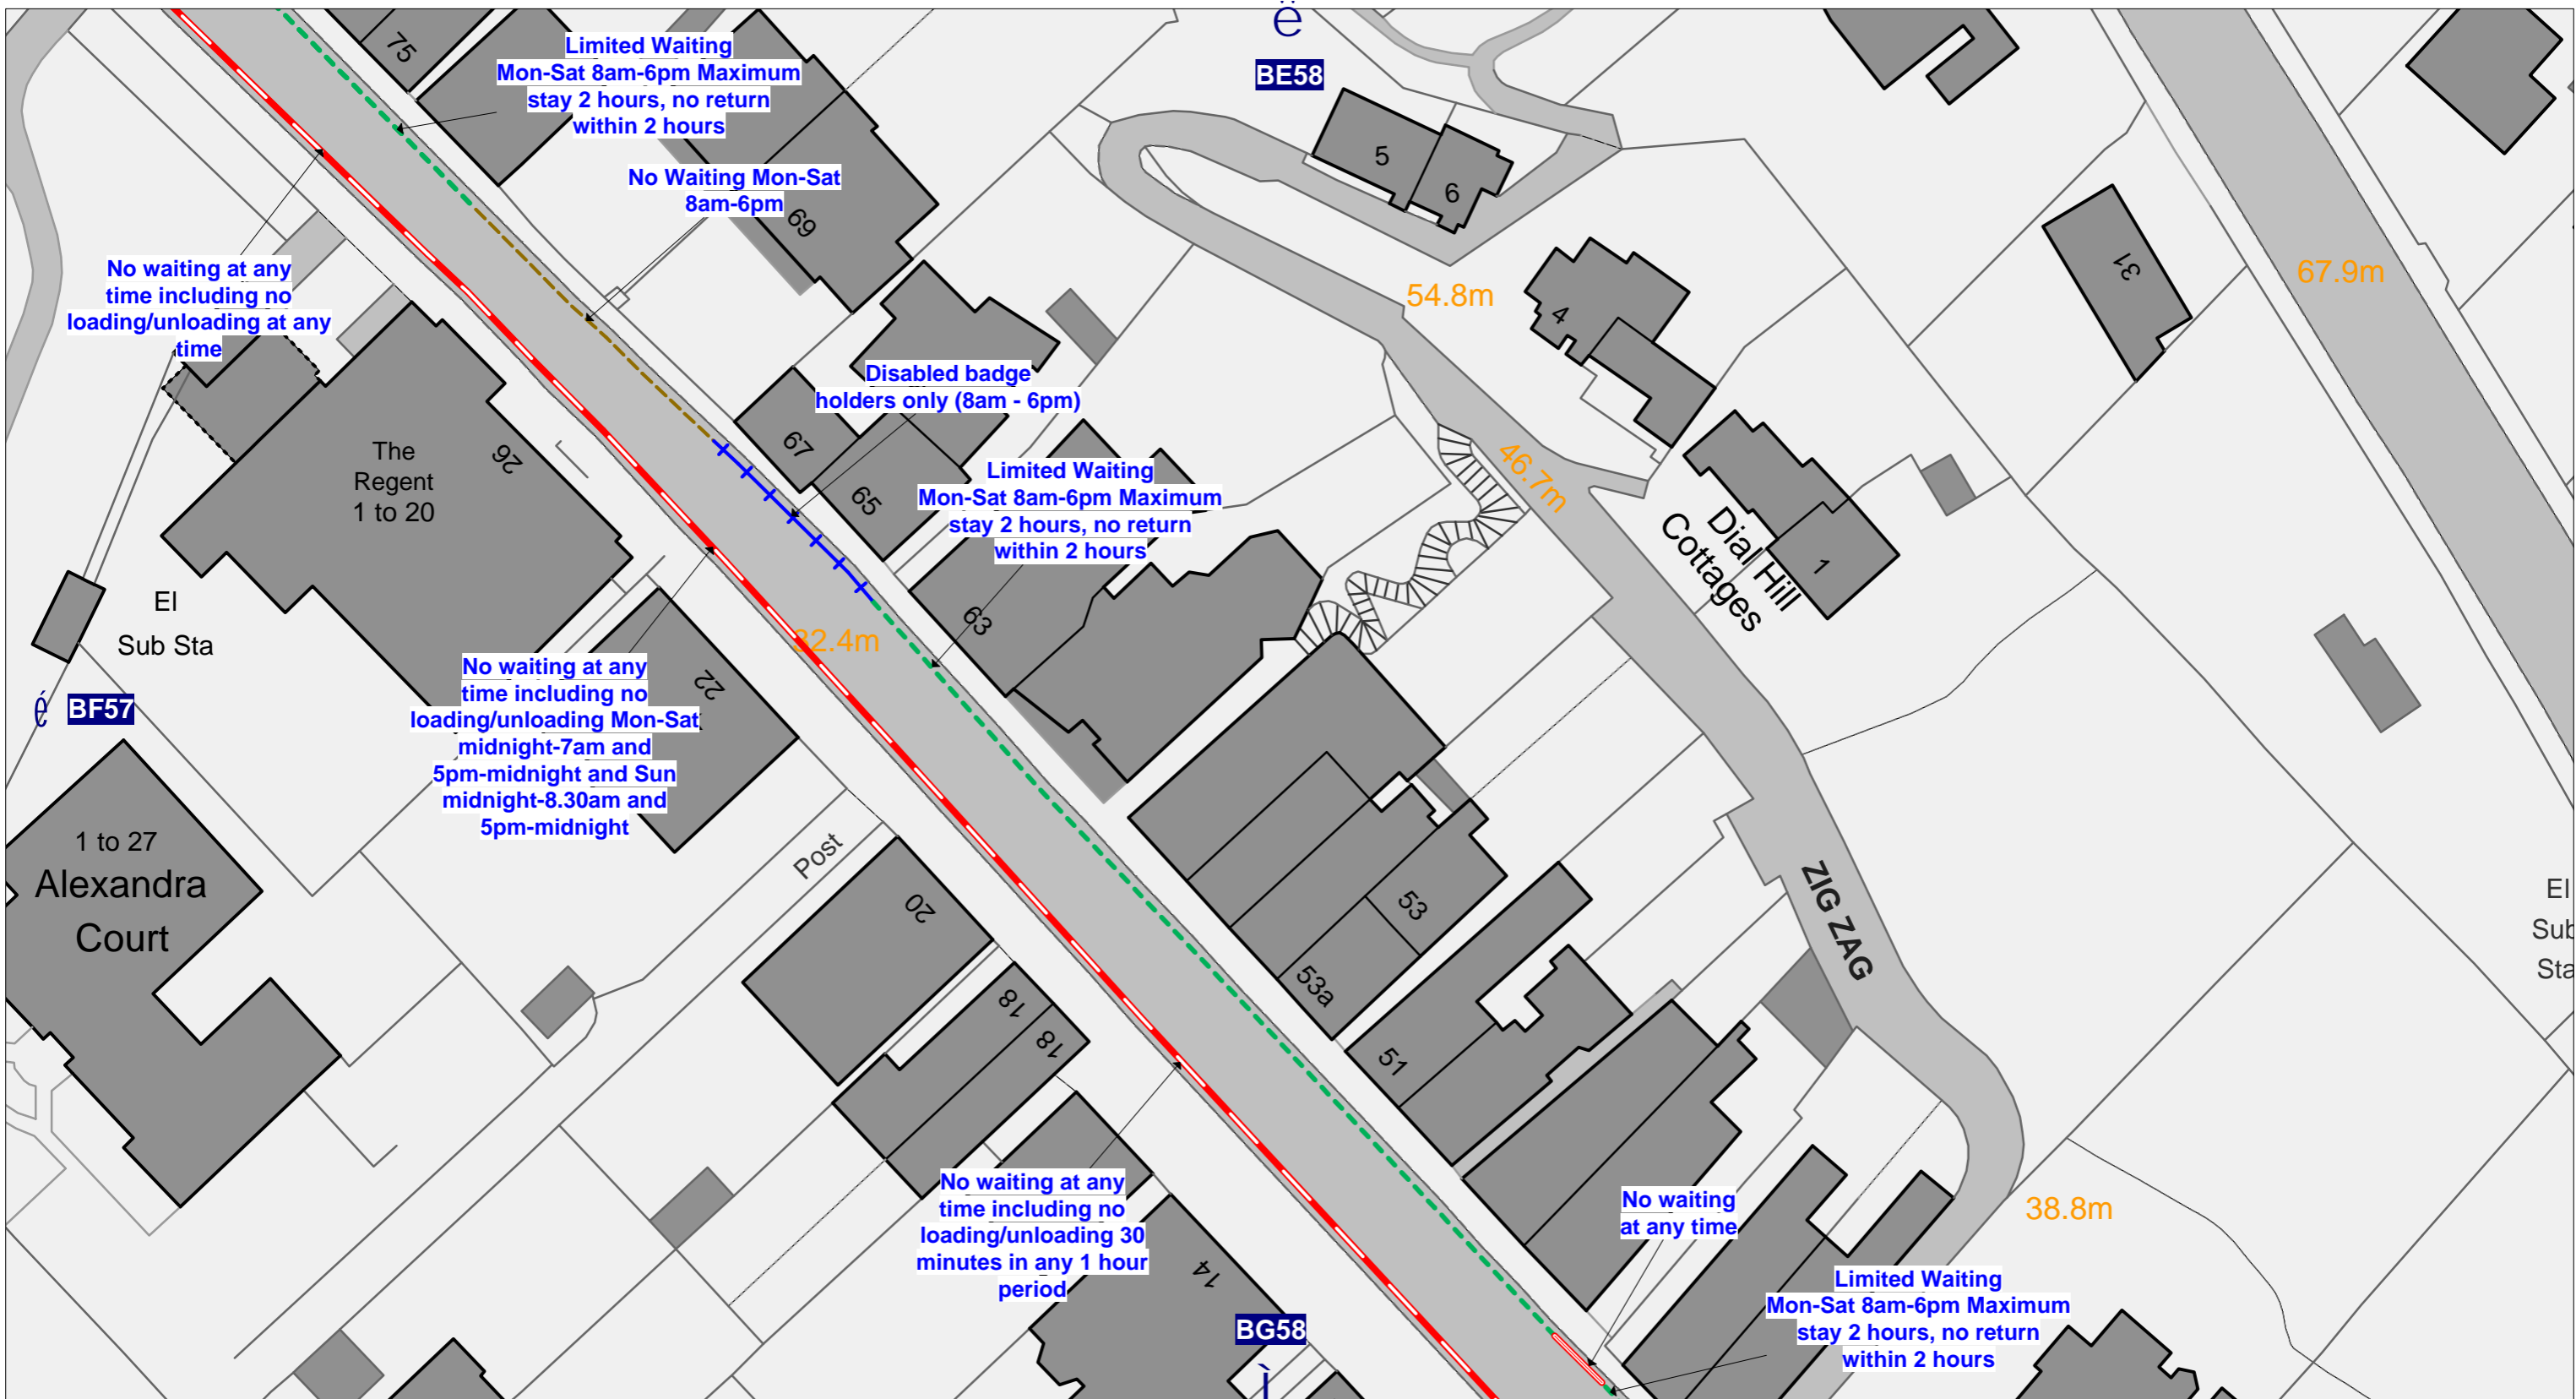 ë
BE58
75
Limited Waiting
Mon-Sat 8am-6pm Maximum
stay 2 hours, no return
within 2 hours
No Waiting Mon-Sat
8am-6pm
69
5
6
No waiting at any
time including no
loading/unloading at any
time
54.8m
4
31
67.9m
Disabled badge
holders only (8am - 6pm)
67
65
The
Regent
1 to 20
26
Limited Waiting
Mon-Sat 8am-6pm Maximum
stay 2 hours, no return
within 2 hours
46.7m
Dial Hill
Cottages
1
El
Sub Sta
63
32.4m
é
BF57
22
No waiting at any
time including no
loading/unloading Mon-Sat
midnight-7am and
5pm-midnight and Sun
midnight-8.30am and
5pm-midnight
1 to 27
Alexandra
Court
Post
20
53
53a
ZIG ZAG
El
Sub
Sta
18
18
51
No waiting at any
time including no
loading/unloading 30
minutes in any 1 hour
period
14
No waiting
at any time
38.8m
Limited Waiting
Mon-Sat 8am-6pm Maximum
stay 2 hours, no return
within 2 hours
BG58
ì